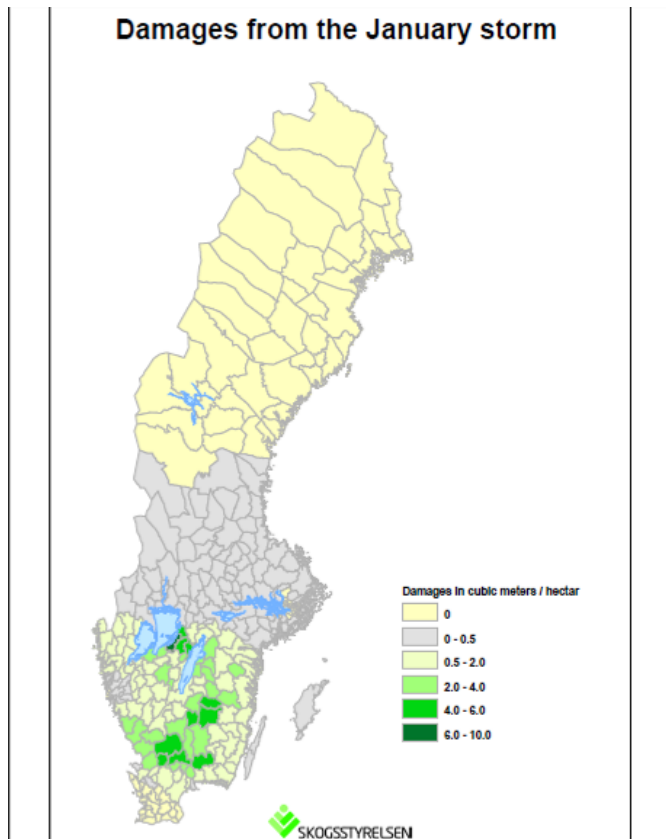 Damages from the January storm
Damages in cubic meters / hectar
0
0 - 0.5
0.5 - 2.0
2.0 - 4.0
4.0 - 6.0
6.0 - 10.0
SKOGSSTYRELSEN